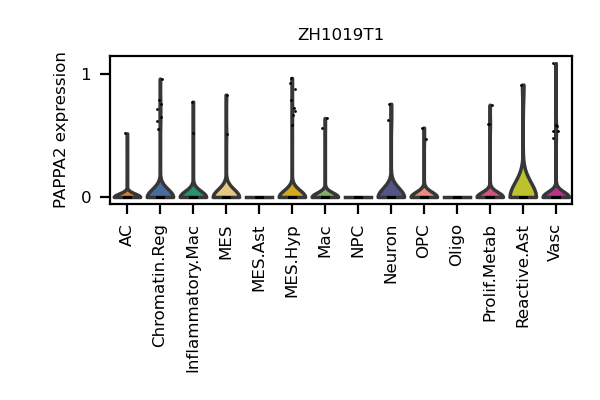 ZH1019T1
PAPPA2 expression
1
0
AC
Chromatin.Reg
Inflammatory.Mac
MES
MES.Ast
MES.Hyp
Mac
NPC
Neuron
OPC
Oligo
Prolif.Metab
Reactive.Ast
Vasc